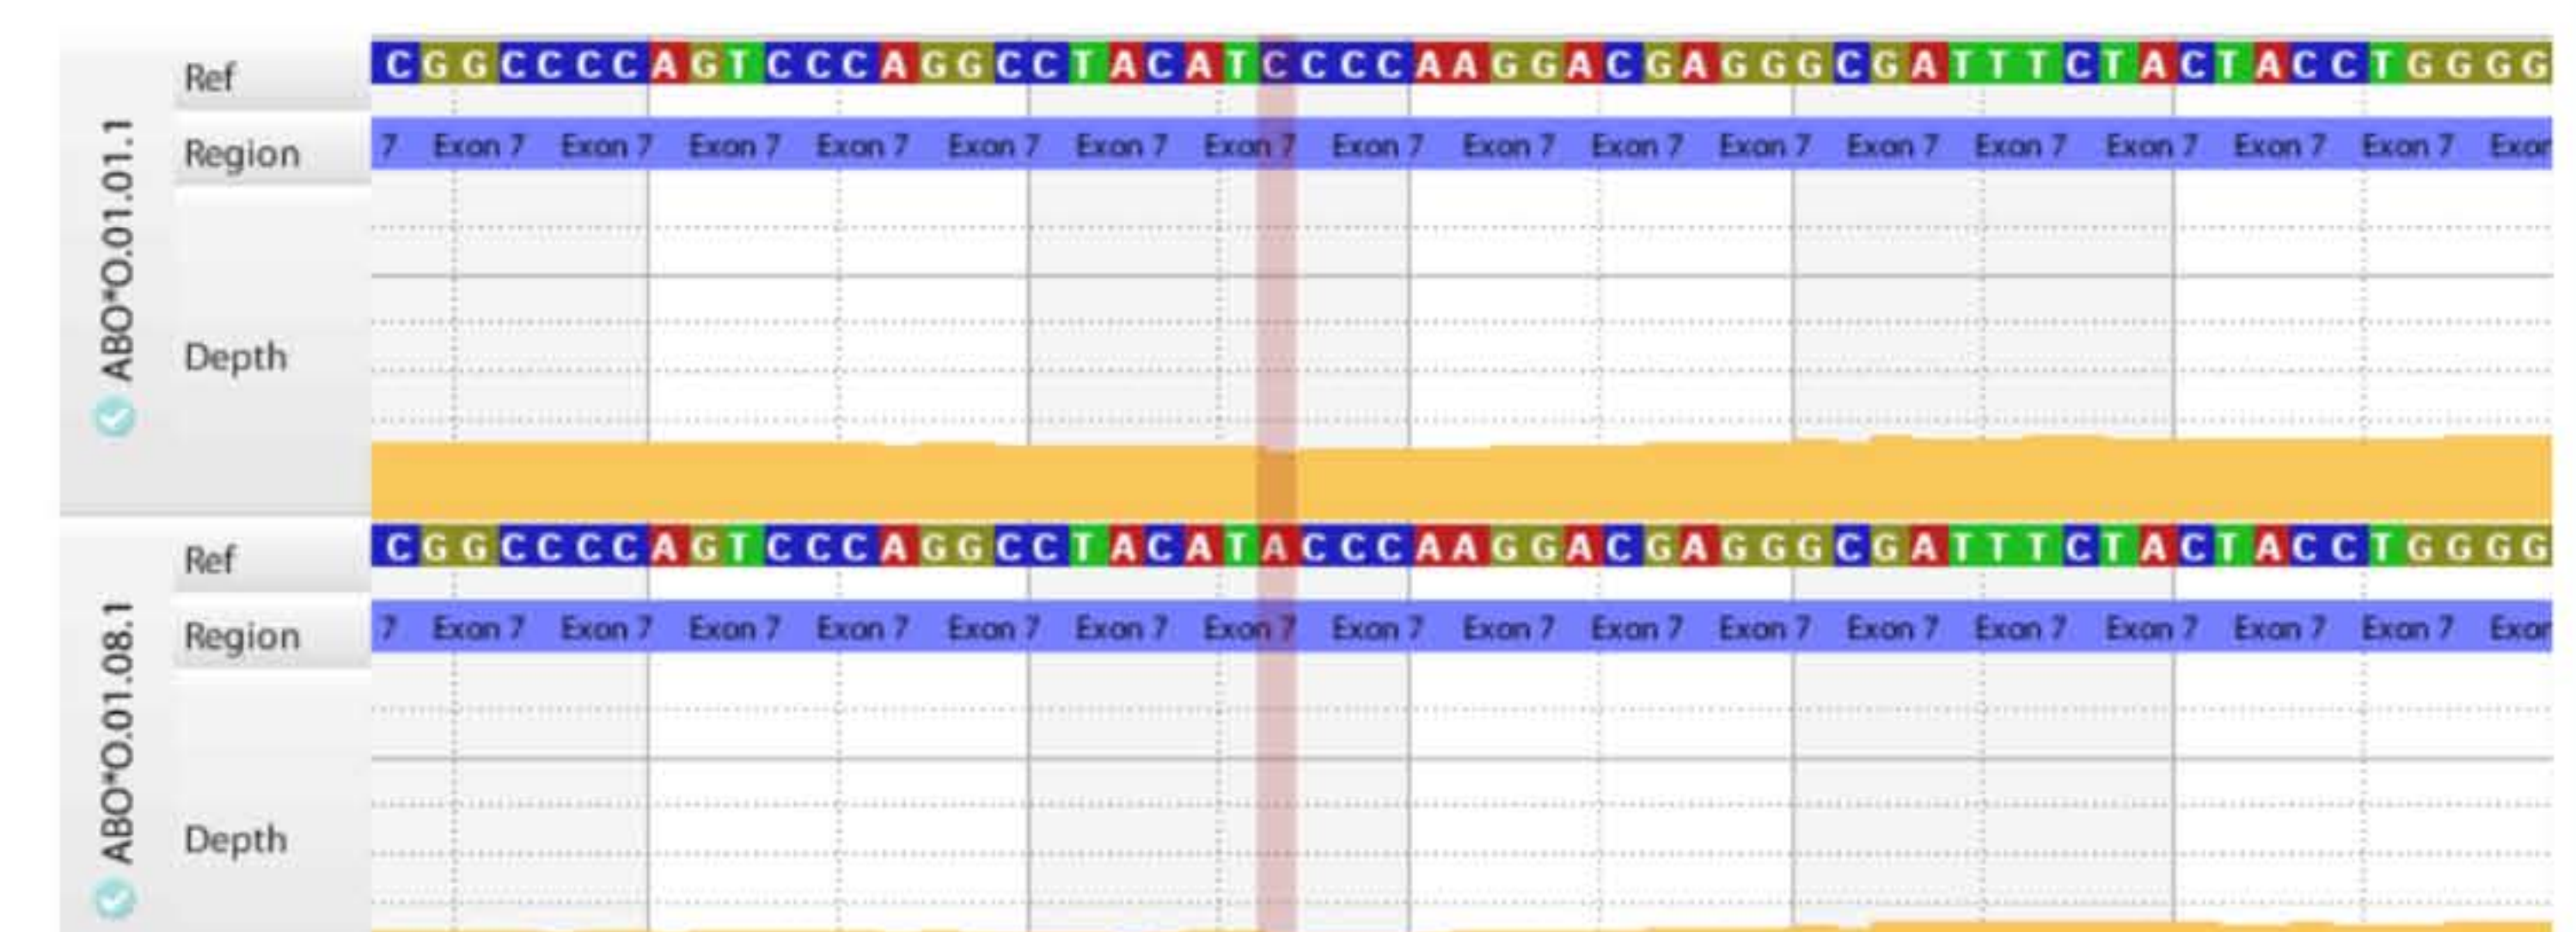 ABO*O.01.01.1
Ref CGGCCCCAGTCCCAGGCCTACATCCCCAAGGACGAGGGCGATTTCTACTACCTGGGG
Region 7 Exon 7 Exon 7 Exon 7 Exon 7 Exon 7 Exon 7 Exon 7 Exon 7 Exon 7 Exon 7 Exon 7 Exon 7 Exon 7 Exon 7 Exon 7 Exon 7 Exon
Depth
ABO*O.01.08.1
Ref CGGCCCCAGTCCCAGGCCTACATACCCAAGGACGAGGGCGATTTCTACTACCTGGGG
Region 7 Exon 7 Exon 7 Exon 7 Exon 7 Exon 7 Exon 7 Exon 7 Exon 7 Exon 7 Exon 7 Exon 7 Exon 7 Exon 7 Exon 7 Exon 7 Exon 7 Exon
Depth